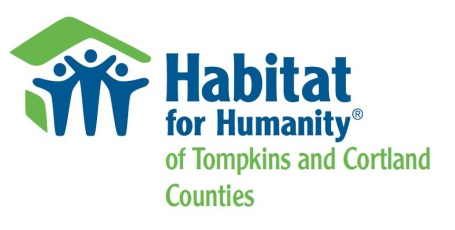 Habitat
for Humanity®
of Tompkins and Cortland
Counties